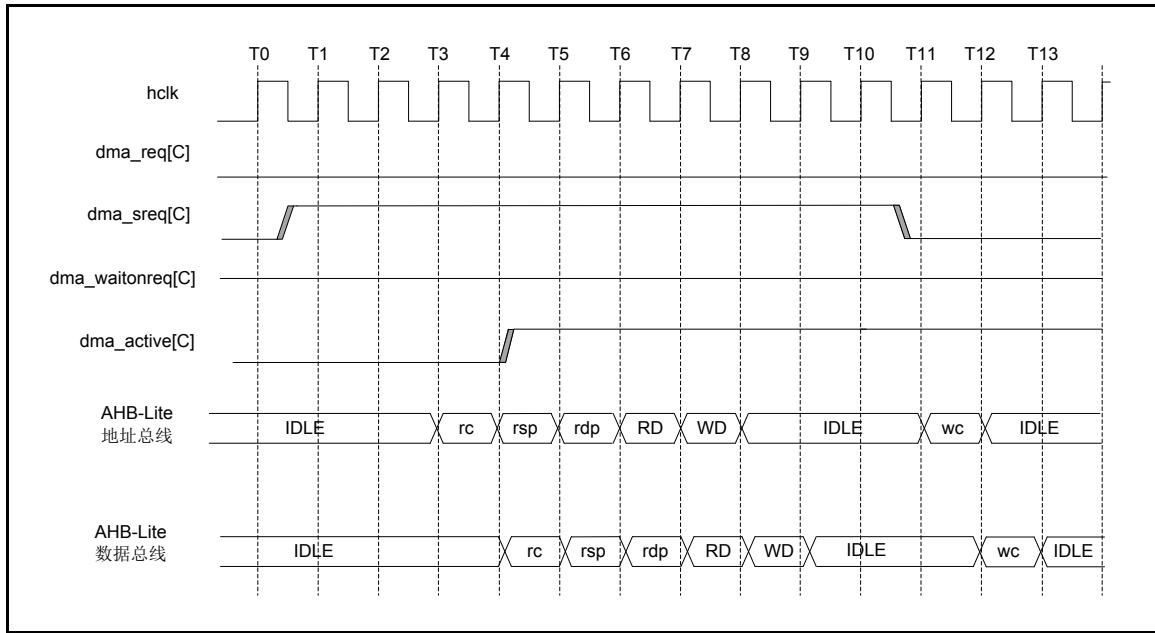 T0 T1 T2 T3 T4 T5 T6 T7 T8 T9 T10 T11 T12 T13
hclk
dma_req[C]
dma_sreq[C]
dma_waitonreq[C]
dma_active[C]
AHB-Lite
地址总线
IDLE rc rsp rdp RD WD IDLE wc IDLE
AHB-Lite
数据总线
IDLE rc rsp rdp RD WD IDLE wc IDLE